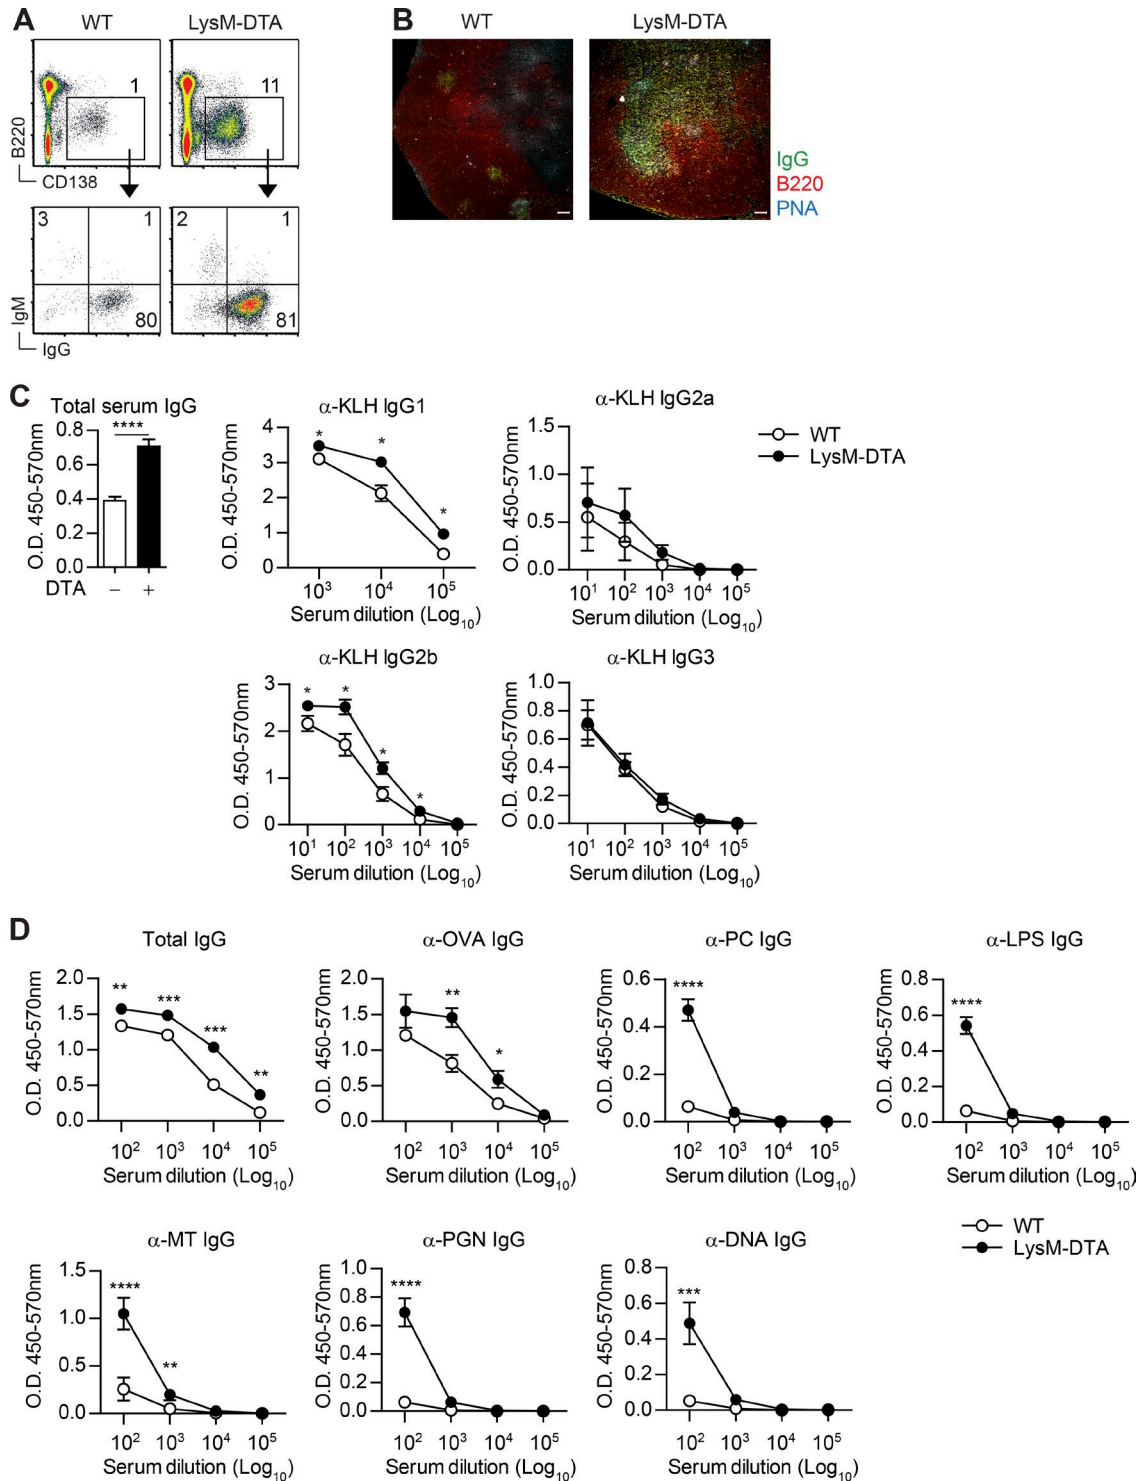 A
WT
LysM-DTA
1
11
B220
CD138
3
1
80
2
1
81
IgM
IgG
B
WT
LysM-DTA
IgG
B220
PNA
C
Total serum IgG
****
O.D. 450-570nm
0.8
0.6
0.4
0.2
0.0
DTA
– +
α-KLH IgG1
O.D. 450-570nm
4
3
2
1
0
* * *
10³ 10⁴ 10⁵
Serum dilution (Log₁₀)
α-KLH IgG2a
O.D. 450-570nm
1.5
1.0
0.5
0.0
10¹ 10² 10³ 10⁴ 10⁵
Serum dilution (Log₁₀)
WT
LysM-DTA
α-KLH IgG2b
O.D. 450-570nm
3
2
1
0
* * * *
10¹ 10² 10³ 10⁴ 10⁵
Serum dilution (Log₁₀)
α-KLH IgG3
O.D. 450-570nm
1.0
0.8
0.6
0.4
0.2
0.0
10¹ 10² 10³ 10⁴ 10⁵
Serum dilution (Log₁₀)
D
Total IgG
O.D. 450-570nm
2.0
1.5
1.0
0.5
0.0
** *** *** **
10² 10³ 10⁴ 10⁵
Serum dilution (Log₁₀)
α-OVA IgG
O.D. 450-570nm
2.0
1.5
1.0
0.5
0.0
** *
10² 10³ 10⁴ 10⁵
Serum dilution (Log₁₀)
α-PC IgG
O.D. 450-570nm
0.6
0.4
0.2
0.0
****
10² 10³ 10⁴ 10⁵
Serum dilution (Log₁₀)
α-LPS IgG
O.D. 450-570nm
0.8
0.6
0.4
0.2
0.0
****
10² 10³ 10⁴ 10⁵
Serum dilution (Log₁₀)
α-MT IgG
O.D. 450-570nm
1.5
1.0
0.5
0.0
**** **
10² 10³ 10⁴ 10⁵
Serum dilution (Log₁₀)
α-PGN IgG
O.D. 450-570nm
1.0
0.8
0.6
0.4
0.2
0.0
****
10² 10³ 10⁴ 10⁵
Serum dilution (Log₁₀)
α-DNA IgG
O.D. 450-570nm
0.8
0.6
0.4
0.2
0.0
***
10² 10³ 10⁴ 10⁵
Serum dilution (Log₁₀)
WT
LysM-DTA